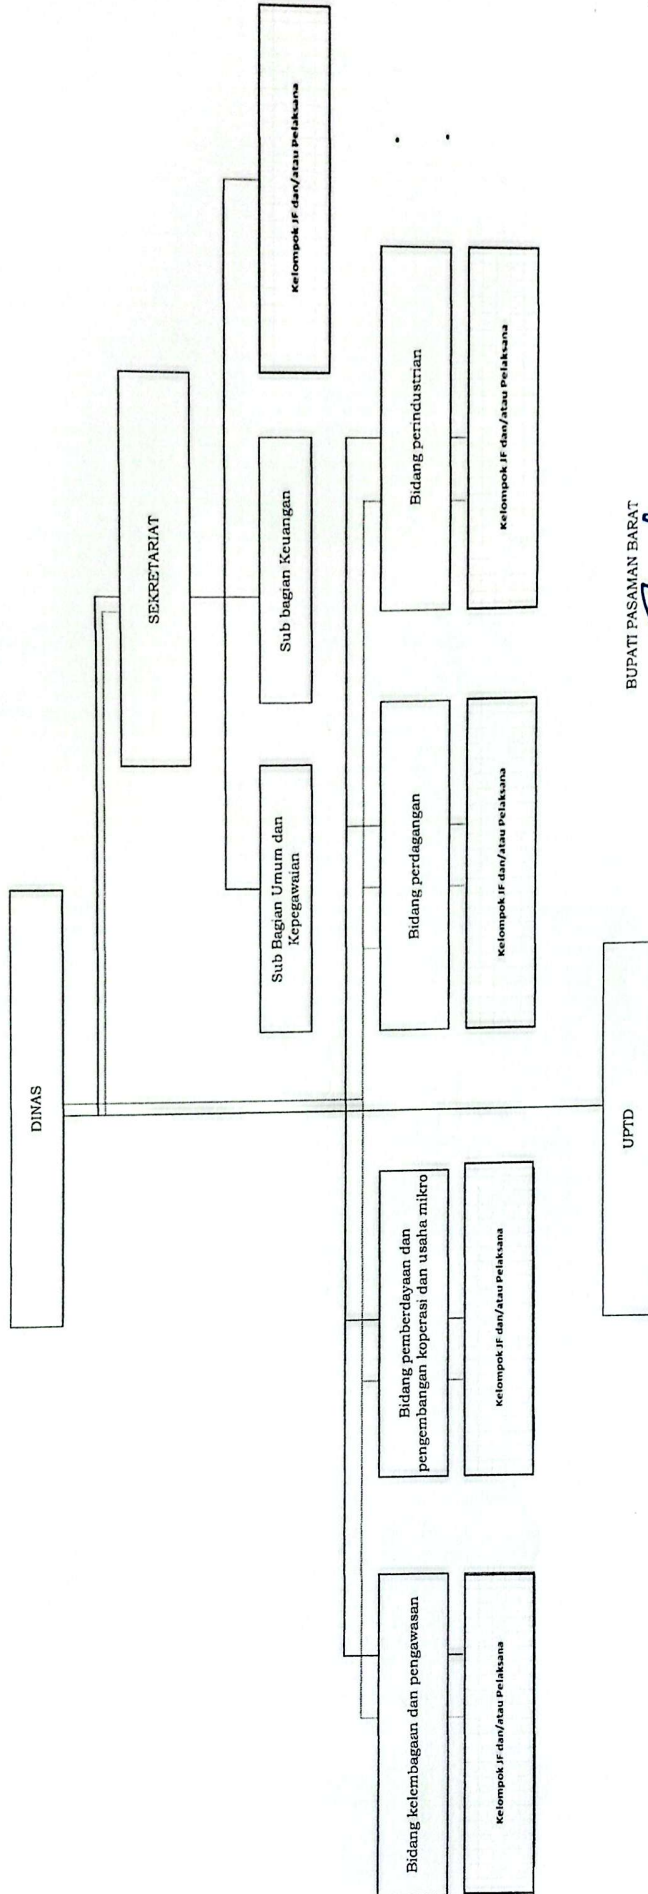 DINAS
SEKRETARIAT
Sub Bagian Umum dan
Kepegawaian
Sub bagian Keuangan
Kelompok JF dan/atau Pelaksana
Bidang kelembagaan dan pengawasan
Bidang pemberdayaan dan
pengembangan koperasi dan usaha mikro
Bidang perdagangan
Bidang perindustrian
Kelompok JF dan/atau Pelaksana
Kelompok JF dan/atau Pelaksana
Kelompok JF dan/atau Pelaksana
Kelompok JF dan/atau Pelaksana
UPTD
BUPATI PASAMAN BARAT